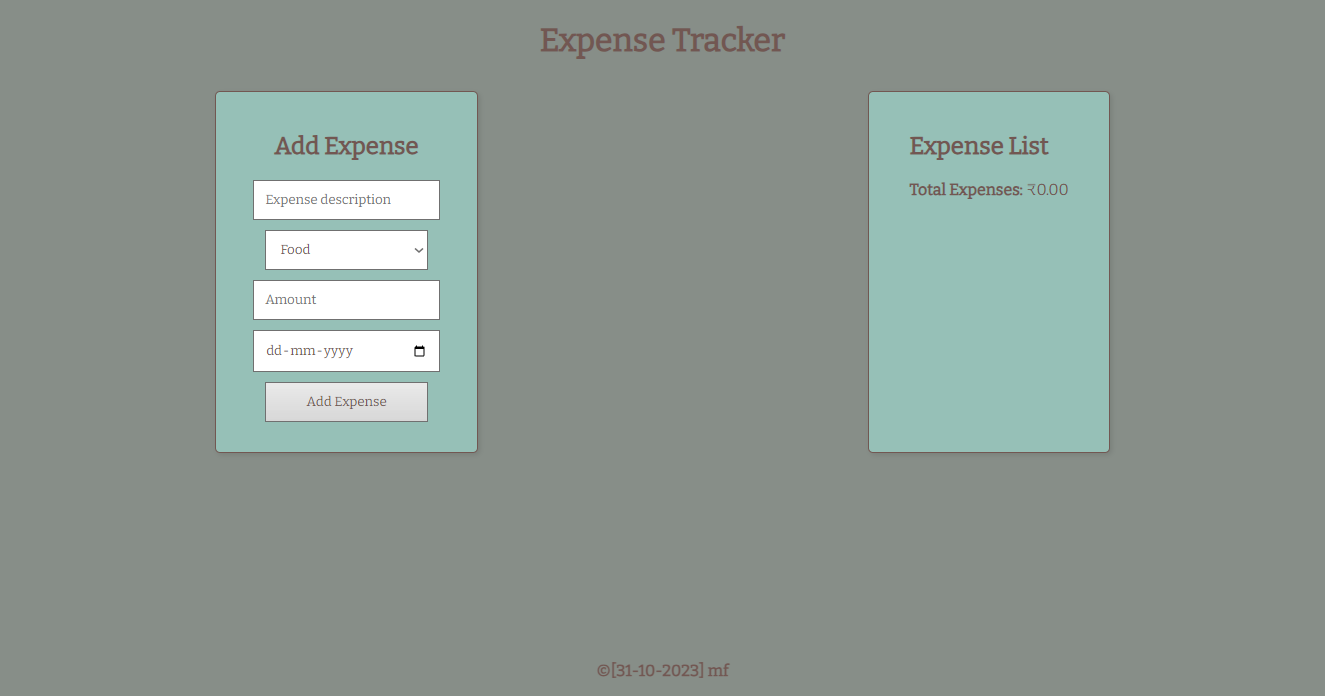 Expense Tracker
Add Expense
Expense description
Food
Amount
dd-mm-yyyy
Add Expense
Expense List
Total Expenses: ₹0.00
©[31-10-2023] mf